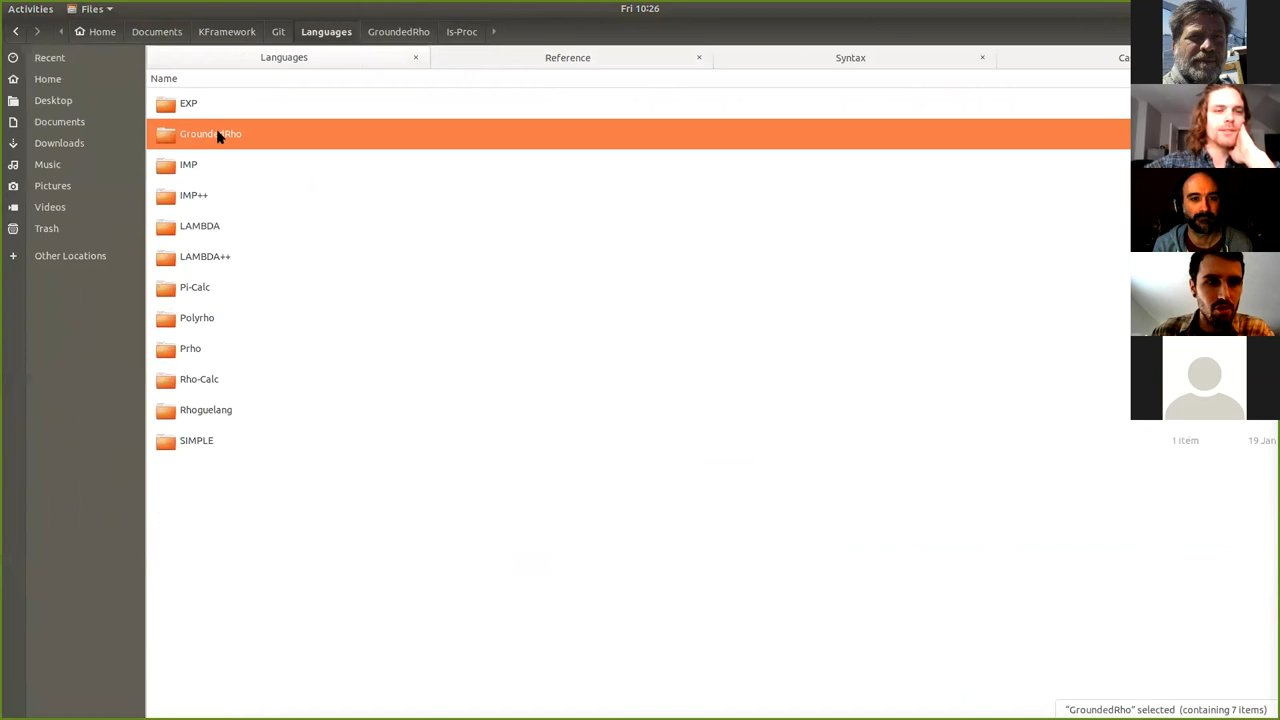 Activities Files Fri 10:26
Home Documents KFramework Git Languages GroundedRho Is-Proc
Languages × Reference × Syntax × Ca
Name
Recent
Home
Desktop
Documents
Downloads
Music
Pictures
Videos
Trash
+ Other Locations
EXP
GroundedRho
IMP
IMP++
LAMBDA
LAMBDA++
Pi-Calc
Polyrho
Prho
Rho-Calc
Rhoguelang
SIMPLE 1 item 19 Jan
"GroundedRho" selected (containing 7 items)